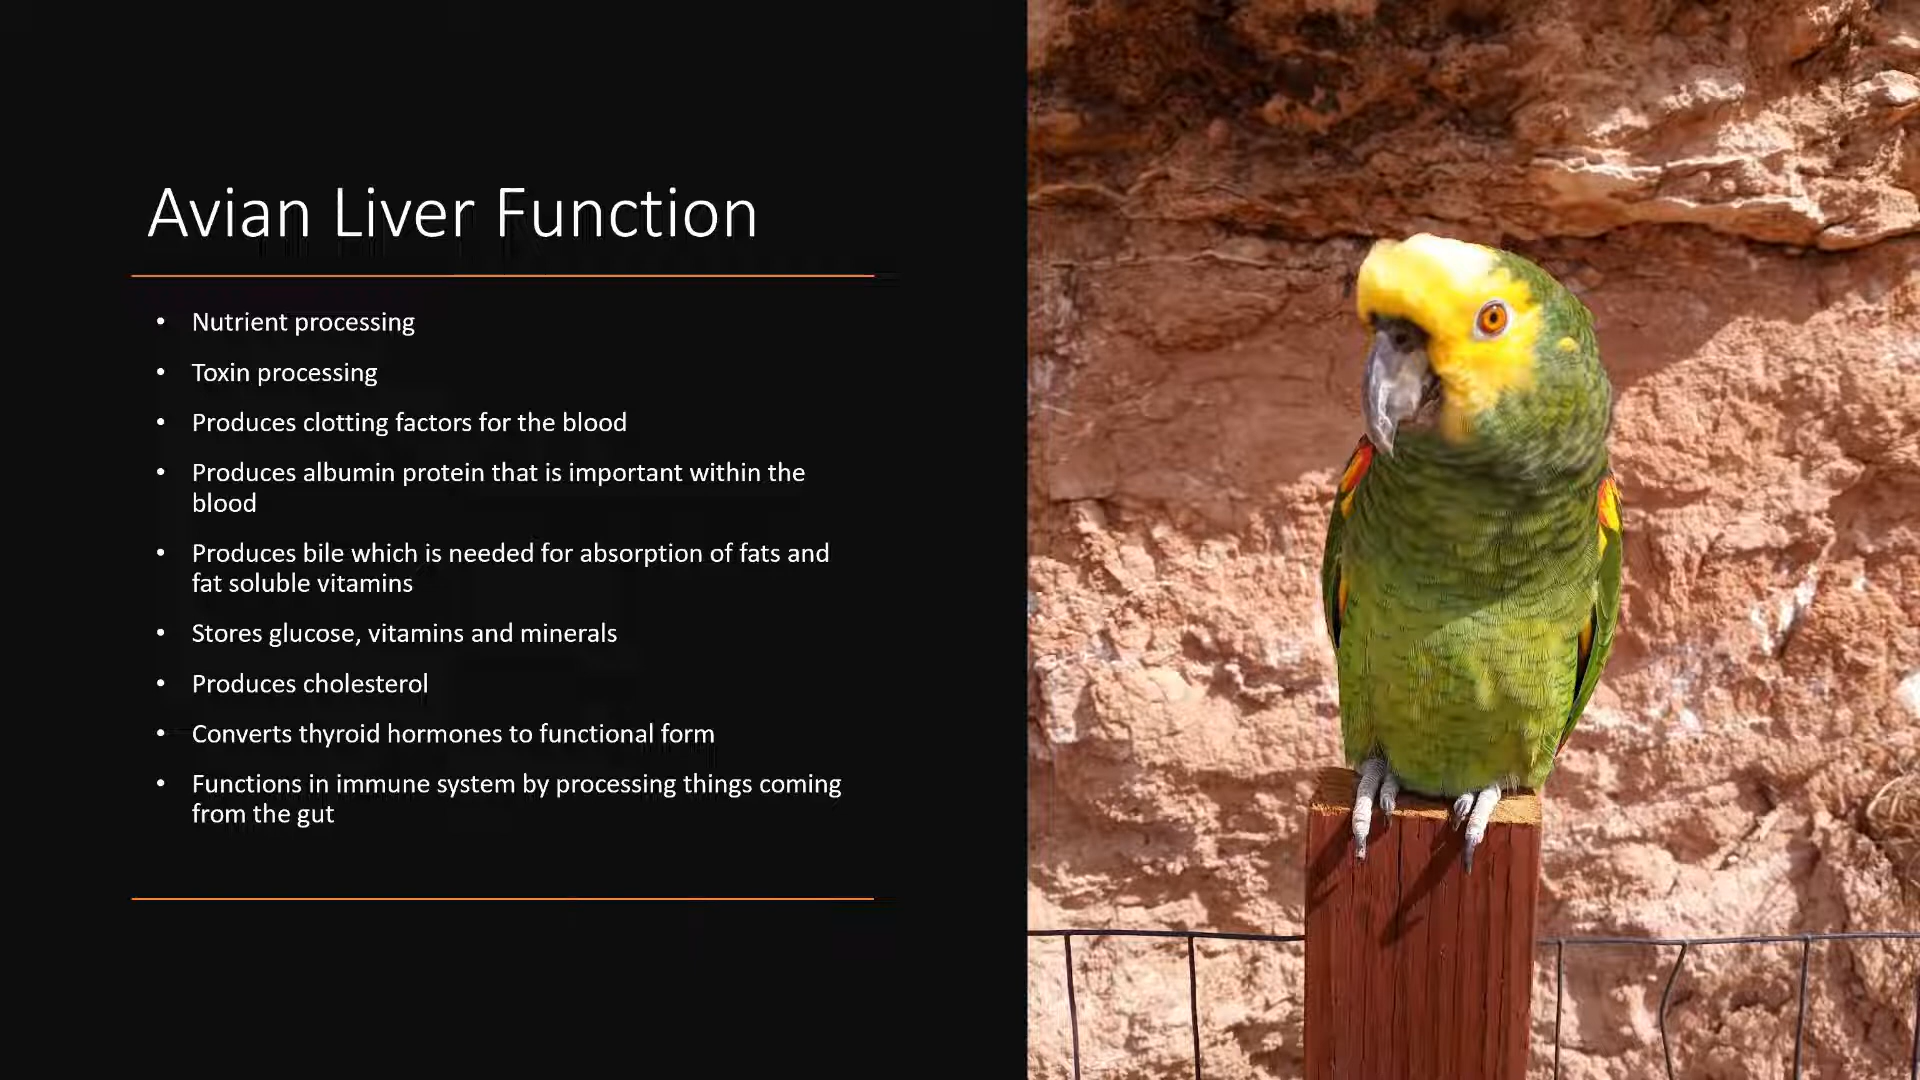 Avian Liver Function
• Nutrient processing
• Toxin processing
• Produces clotting factors for the blood
• Produces albumin protein that is important within the
blood
• Produces bile which is needed for absorption of fats and
fat soluble vitamins
• Stores glucose, vitamins and minerals
• Produces cholesterol
• Converts thyroid hormones to functional form
• Functions in immune system by processing things coming
from the gut